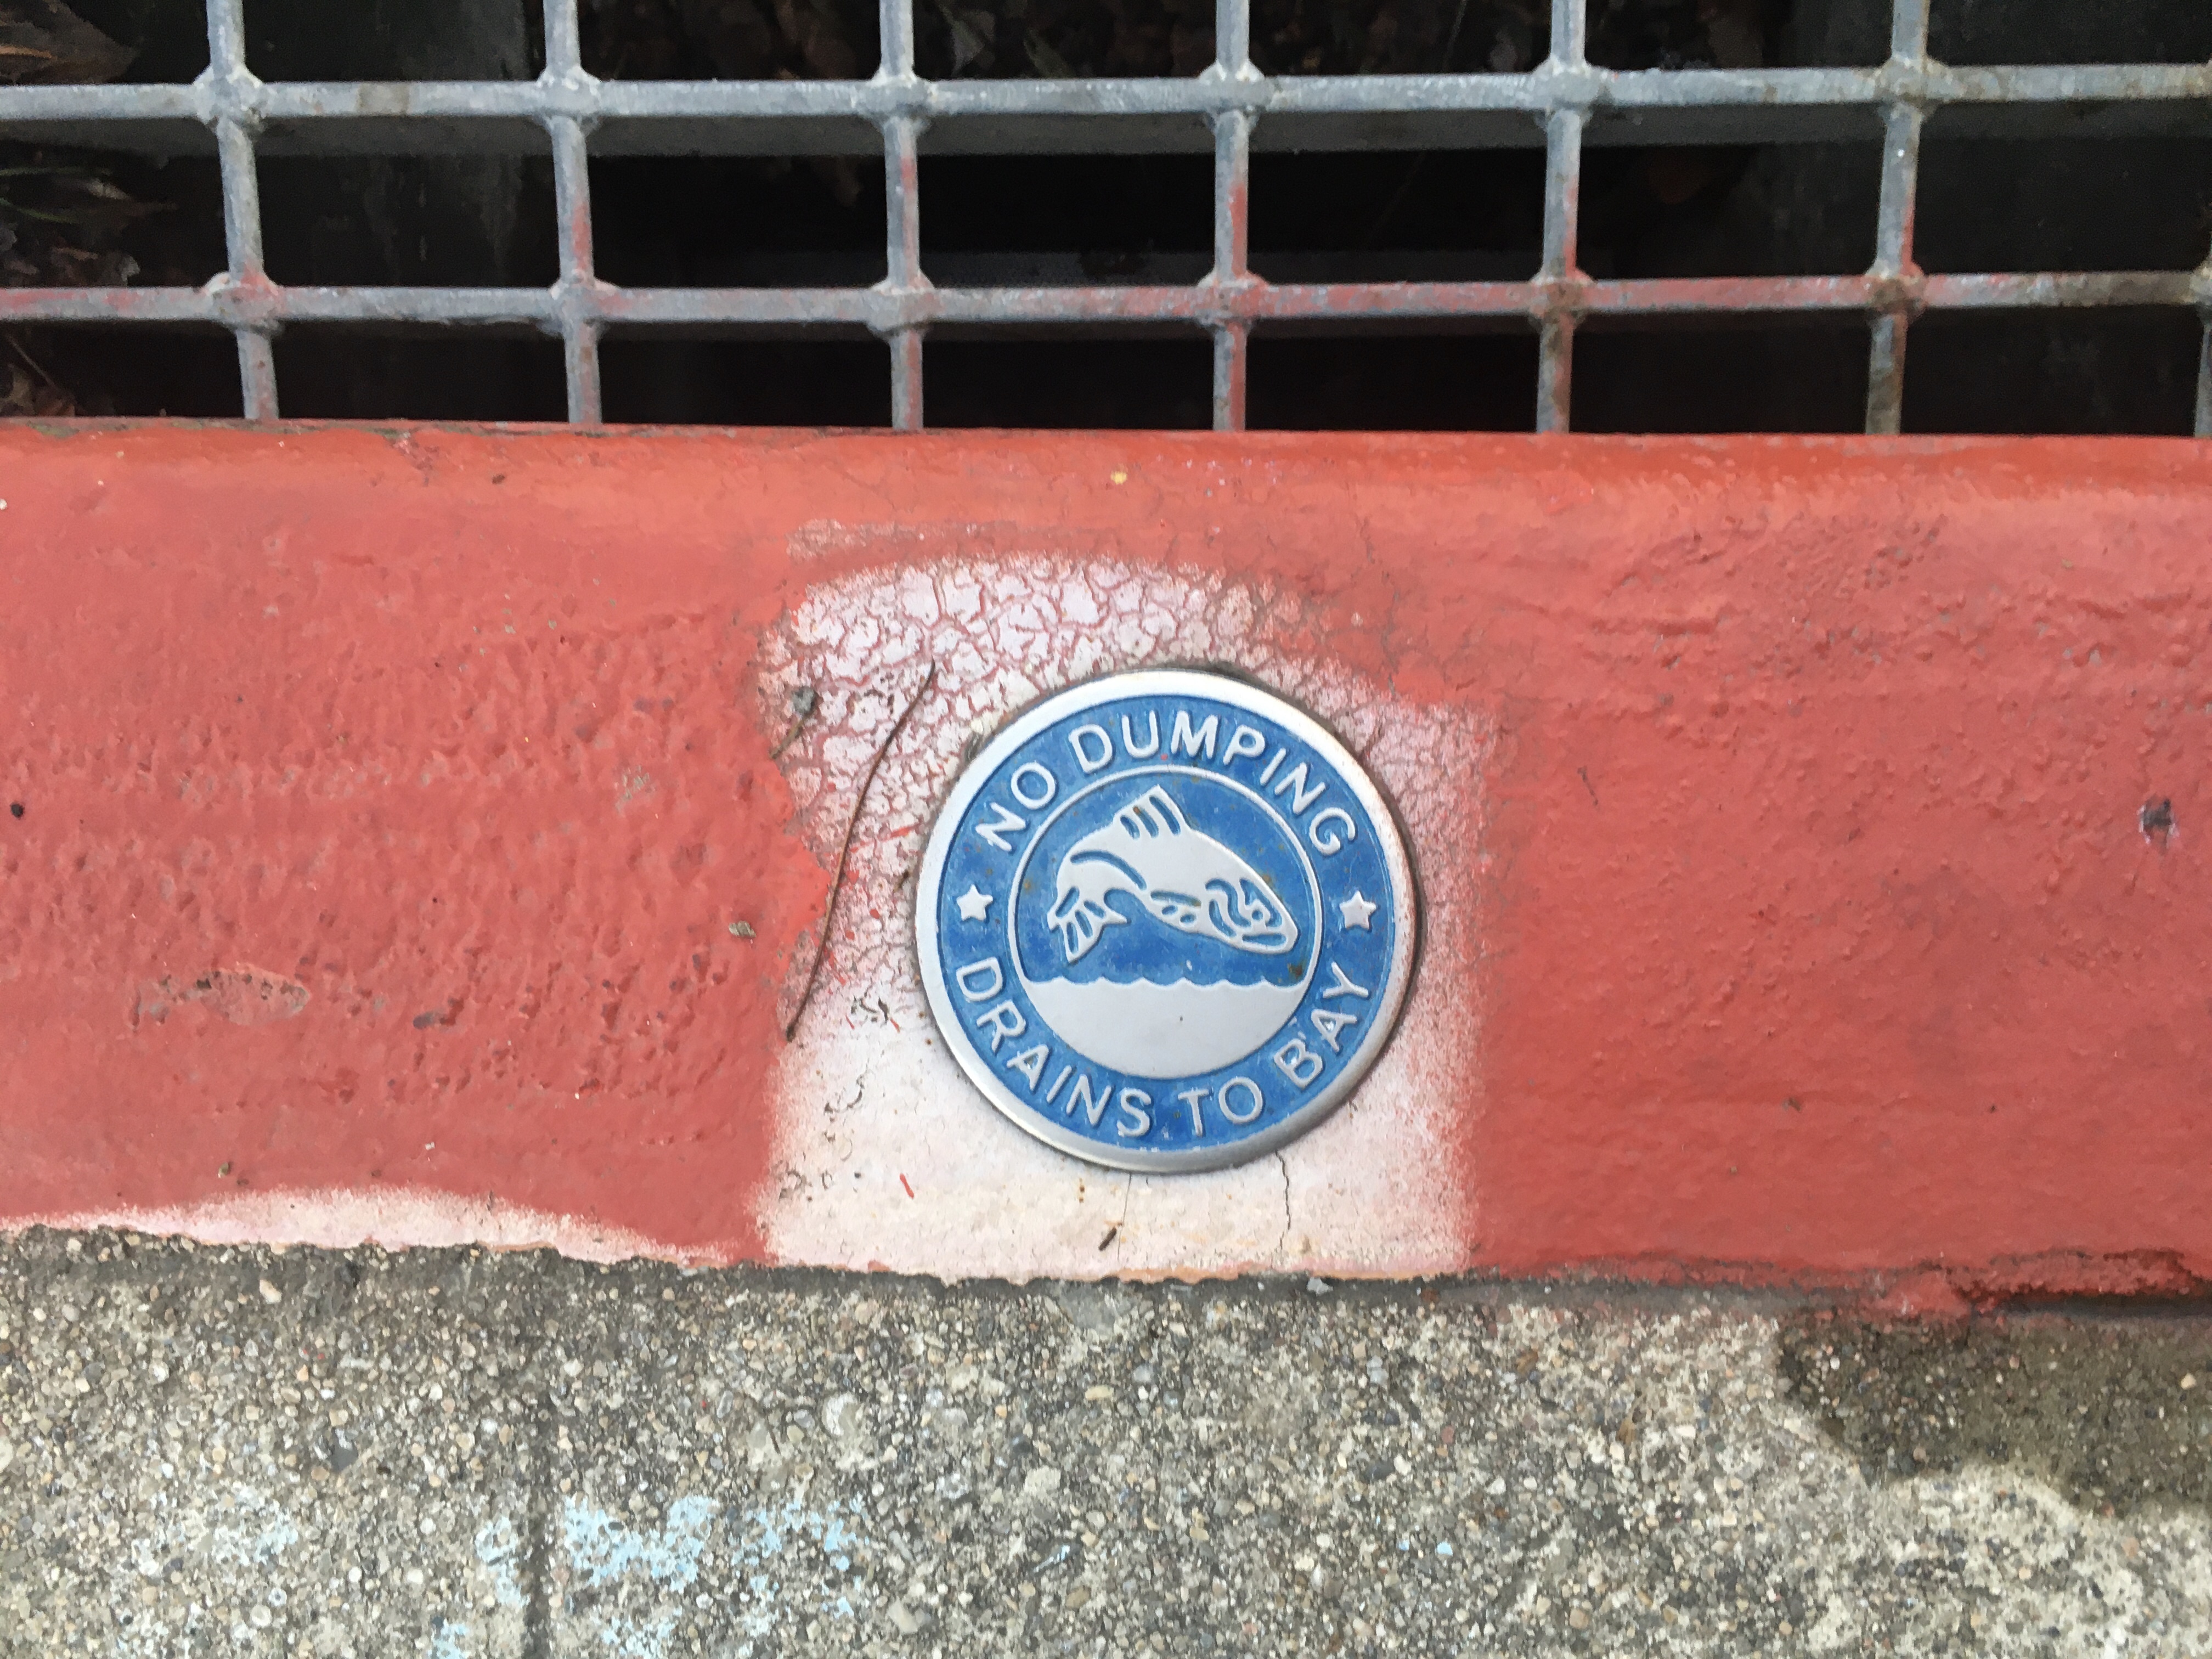 NO DUMPING
DRAINS TO BAY